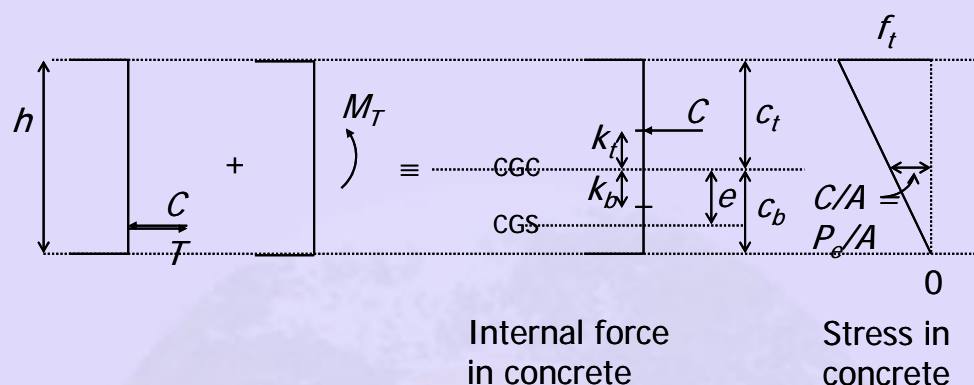 f_t
h
M_T
C
T
+
≡
CGC
CGS
k_t
k_b
C
e
c_t
c_b
C/A =
P_e/A
0
Internal force
in concrete
Stress in
concrete